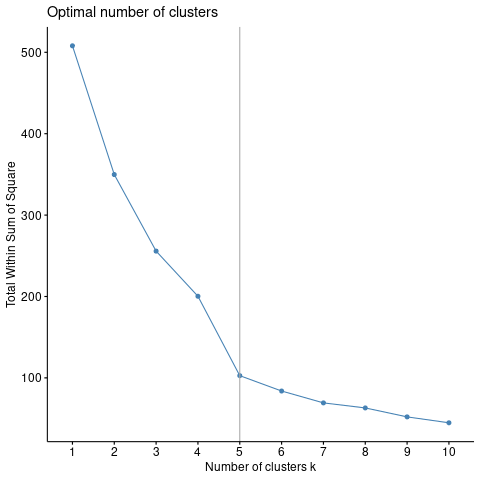 Optimal number of clusters
Total Within Sum of Square
500
400
300
200
100
1 2 3 4 5 6 7 8 9 10
Number of clusters k